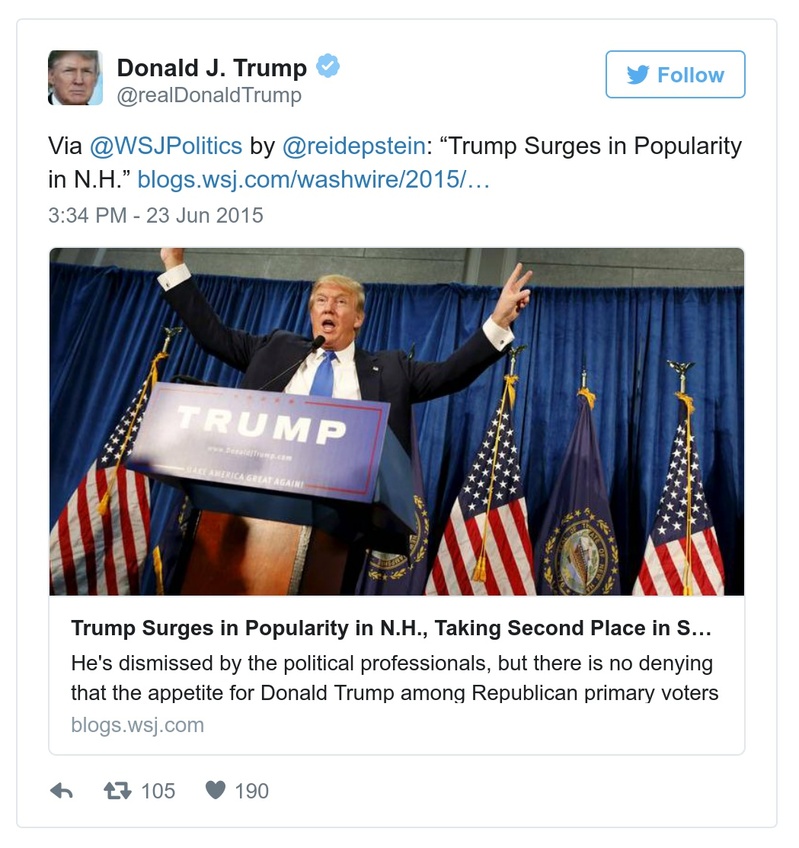 Donald J. Trump
@realDonaldTrump
Follow
Via @WSJPolitics by @reidepstein: “Trump Surges in Popularity
in N.H.” blogs.wsj.com/washwire/2015/…
3:34 PM - 23 Jun 2015
TRUMP
www.DonaldJTrump.com
MAKE AMERICA GREAT AGAIN!
Trump Surges in Popularity in N.H., Taking Second Place in S…
He's dismissed by the political professionals, but there is no denying
that the appetite for Donald Trump among Republican primary voters
blogs.wsj.com
105 190